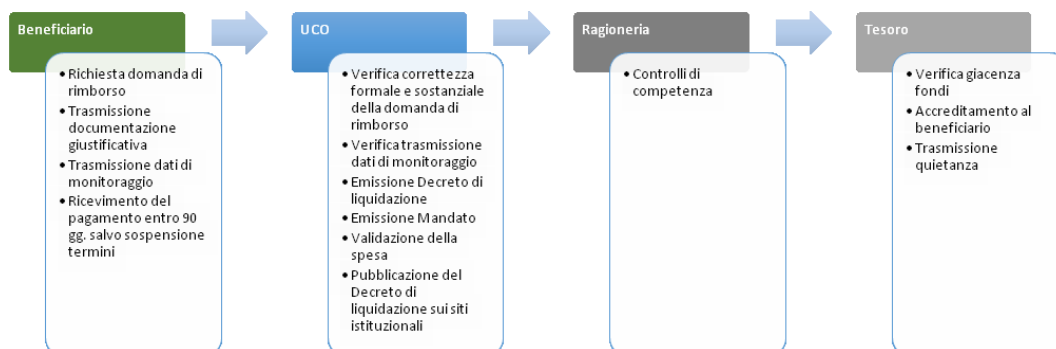 Beneficiario
• Richiesta domanda di
rimborso
• Trasmissione
documentazione
giustificativa
• Trasmissione dati di
monitoraggio
• Ricevimento del
pagamento entro 90
gg. salvo sospensione
termini
UCO
• Verifica correttezza
formale e sostanziale
della domanda di
rimborso
• Verifica trasmissione
dati di monitoraggio
• Emissione Decreto di
liquidazione
• Emissione Mandato
• Validazione della
spesa
• Pubblicazione del
Decreto di
liquidazione sui siti
istituzionali
Ragioneria
• Controlli di
competenza
Tesoro
• Verifica giacenza
fondi
• Accreditamento al
beneficiario
• Trasmissione
quietanza